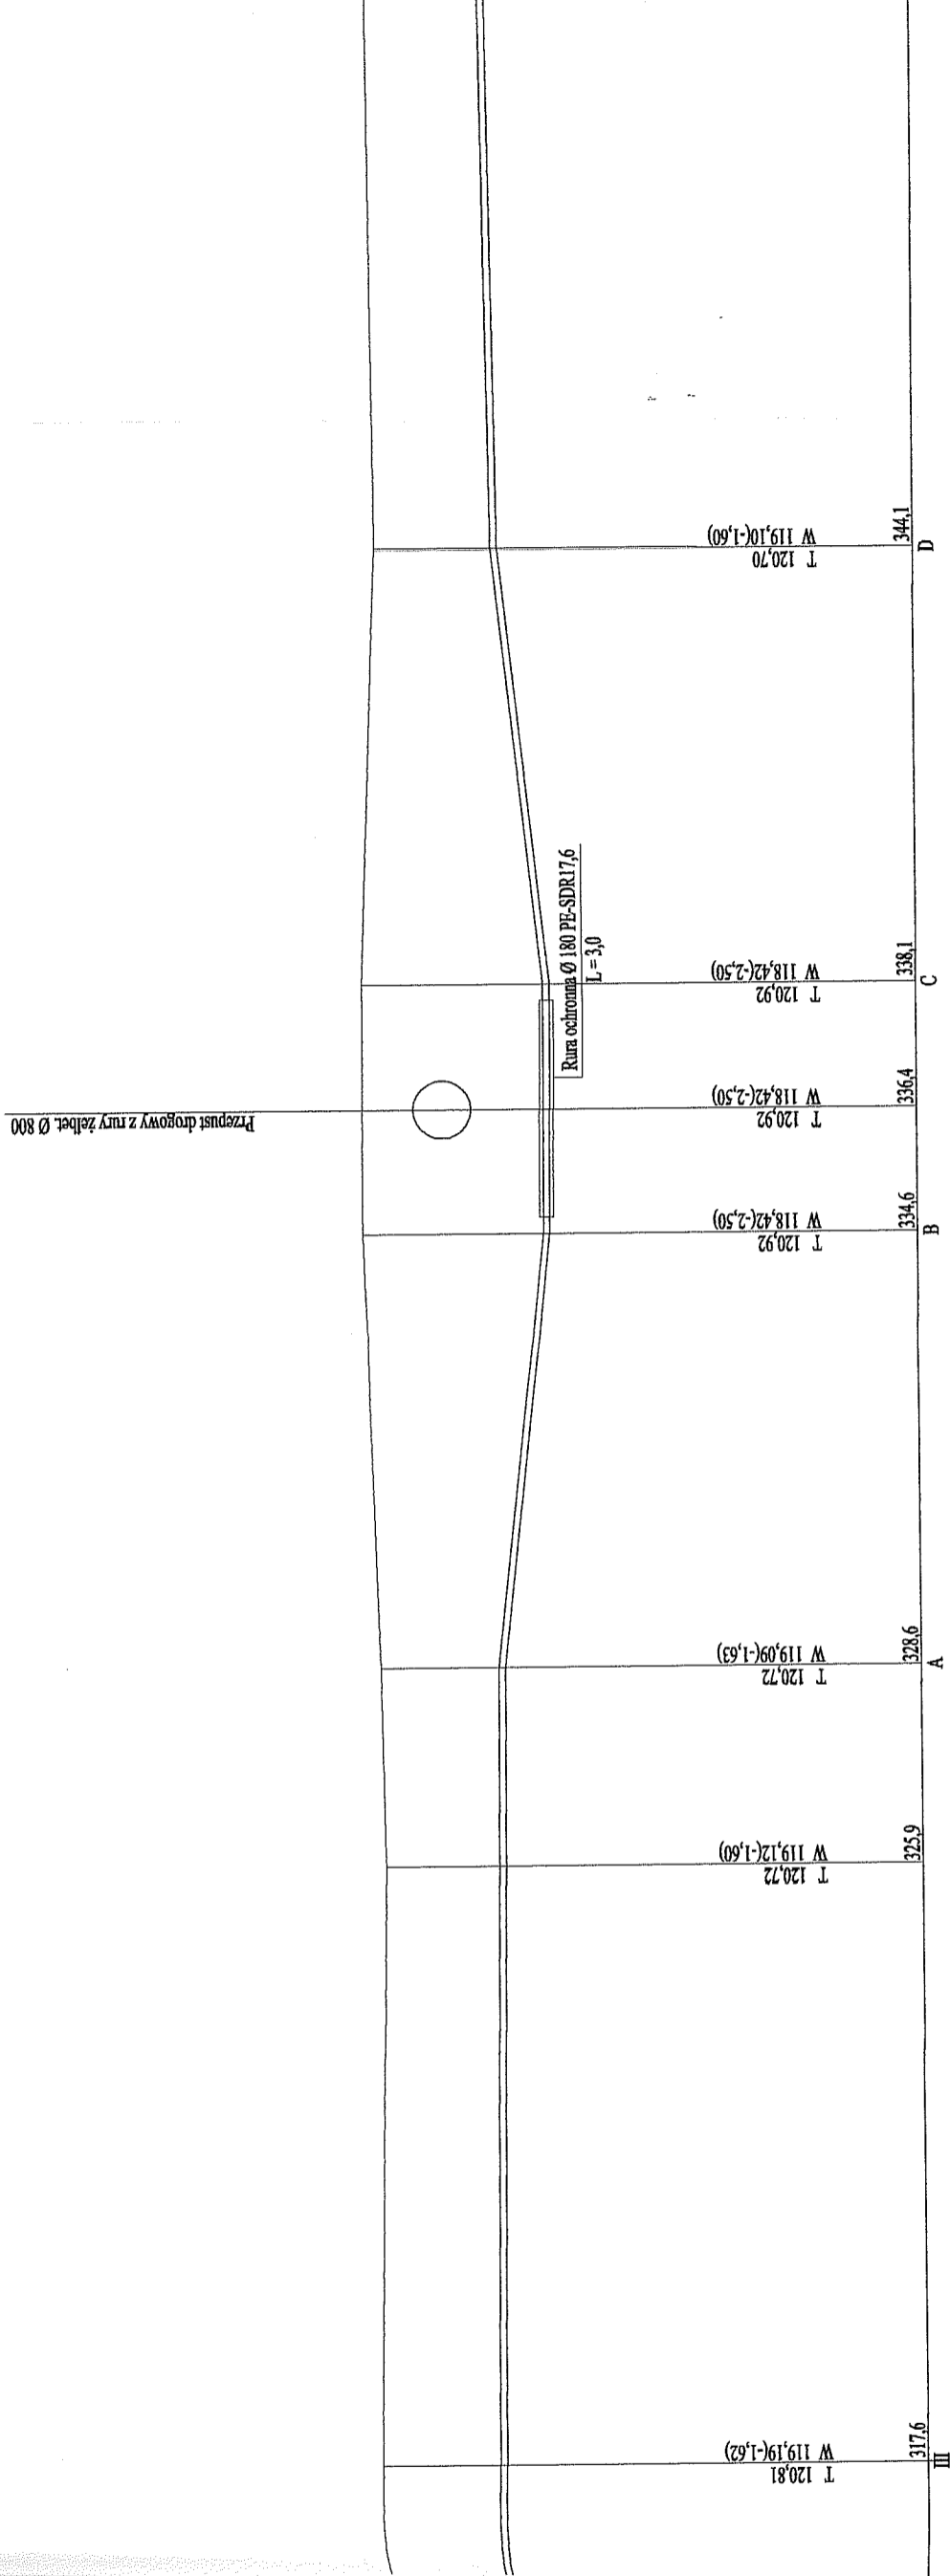 Przepust drogowy z rury żelbet. Ø 800
Rura ochronna Ø 180 PE-SDR17,6
L = 3,0
T 120,81
W 119,19(-1,62)
317,6
III
T 120,72
W 119,12(-1,60)
325,9
T 120,72
W 119,09(-1,63)
328,6
A
T 120,92
W 118,42(-2,50)
334,6
B
T 120,92
W 118,42(-2,50)
336,4
T 120,92
W 118,42(-2,50)
338,1
C
T 120,70
W 119,10(-1,60)
344,1
D